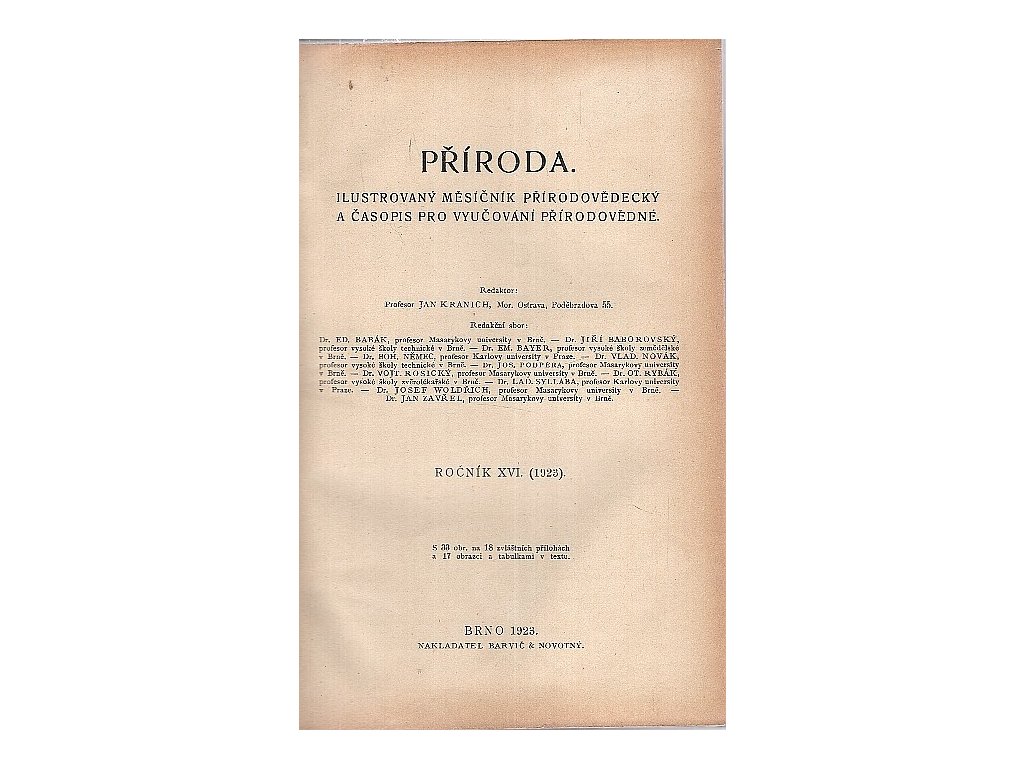 PŘÍRODA.
ILUSTROVANÝ MĚSÍČNÍK PŘÍRODOVĚDECKÝ
A ČASOPIS PRO VYUČOVÁNÍ PŘÍRODOVĚDNÉ.
Redaktor:
Profesor JAN KRANICH, Mor. Ostrava, Poděbradova 55.
Redakční sbor:
Dr. ED. BABÁK, profesor Masarykovy university v Brně. — Dr. JIŘÍ BABOROVSKÝ,
profesor vysoké školy technické v Brně. — Dr. EM. BAYER, profesor vysoké školy zemědělské
v Brně. — Dr. BOH. NĚMEC, profesor Karlovy university v Praze. — Dr. VLAD. NOVÁK,
profesor vysoké školy technické v Brně. — Dr. JOS. PODPĚRA, profesor Masarykovy university
v Brně. — Dr. VOJT. ROSICKÝ, profesor Masarykovy university v Brně. — Dr. OT. RYBÁK,
profesor vysoké školy zvěrolékařské v Brně. — Dr. LAD. SYLLABA, profesor Karlovy university
v Praze. — Dr. JOSEF WOLDŘICH, profesor Masarykovy university v Brně. —
Dr. JAN ZAVŘEL, profesor Masarykovy university v Brně.
ROČNÍK XVI. (1923).
S 33 obr. na 18 zvláštních přílohách
a 17 obrazci a tabulkami v textu.
BRNO 1923.
NAKLADATEL BARVIČ & NOVOTNÝ.